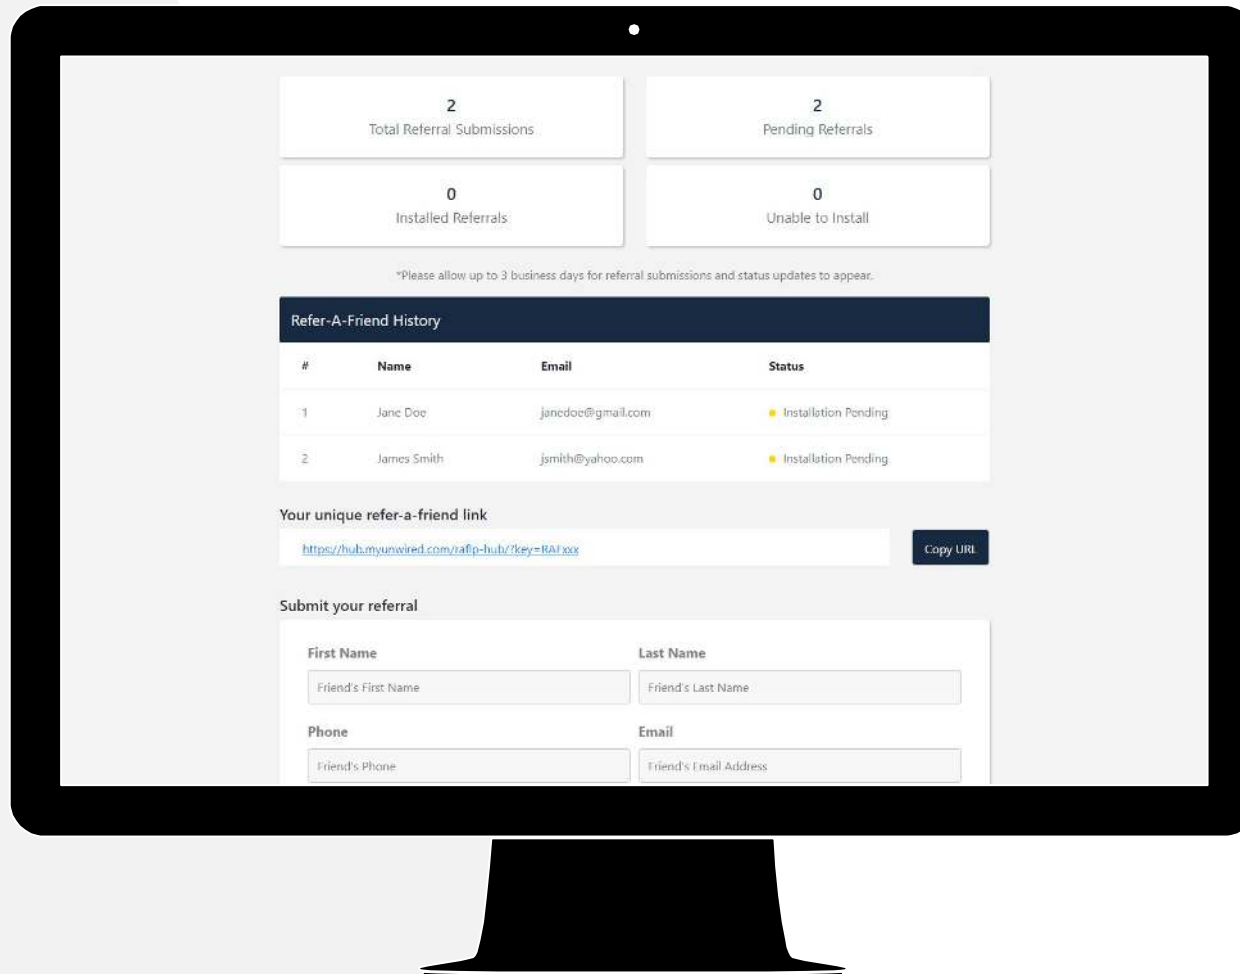 2
Total Referral Submissions
2
Pending Referrals
0
Installed Referrals
0
Unable to Install
*Please allow up to 3 business days for referral submissions and status updates to appear.
Refer-A-Friend History
# Name Email Status
1 Jane Doe janedoe@gmail.com Installation Pending
2 James Smith jsmith@yahoo.com Installation Pending
Your unique refer-a-friend link
https://hub.myunwired.com/raflp-hub/?key=RAFxxx
Copy URL
Submit your referral
First Name Last Name
Friend's First Name Friend's Last Name
Phone Email
Friend's Phone Friend's Email Address